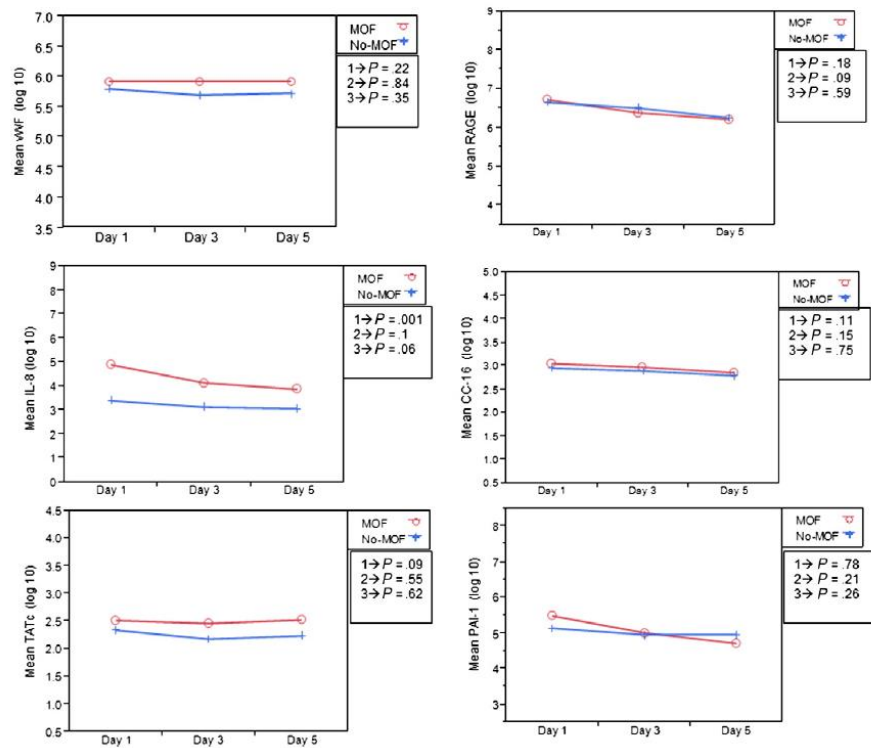 Mean vWF (log 10)
7.0
6.5
6.0
5.5
5.0
4.5
4.0
3.5
Day 1 Day 3 Day 5
MOF
No-MOF
1→ P = .22
2→ P = .84
3→ P = .35
Mean RAGE (log 10)
9
8
7
6
5
4
Day 1 Day 3 Day 5
MOF
No-MOF
1→ P = .18
2→ P = .09
3→ P = .59
Mean IL-8 (log 10)
9
8
7
6
5
4
3
2
1
0
Day 1 Day 3 Day 5
MOF
No-MOF
1→ P = .001
2→ P = .1
3→ P = .06
Mean CC-16 (log 10)
5.0
4.5
4.0
3.5
3.0
2.5
2.0
1.5
1.0
0.5
Day 1 Day 3 Day 5
MOF
No-MOF
1→ P = .11
2→ P = .15
3→ P = .75
Mean TATc (log 10)
4.5
4.0
3.5
3.0
2.5
2.0
1.5
1.0
0.5
Day 1 Day 3 Day 5
MOF
No-MOF
1→ P = .09
2→ P = .55
3→ P = .62
Mean PAI-1 (log 10)
8
7
6
5
4
3
Day 1 Day 3 Day 5
MOF
No-MOF
1→ P = .78
2→ P = .21
3→ P = .26